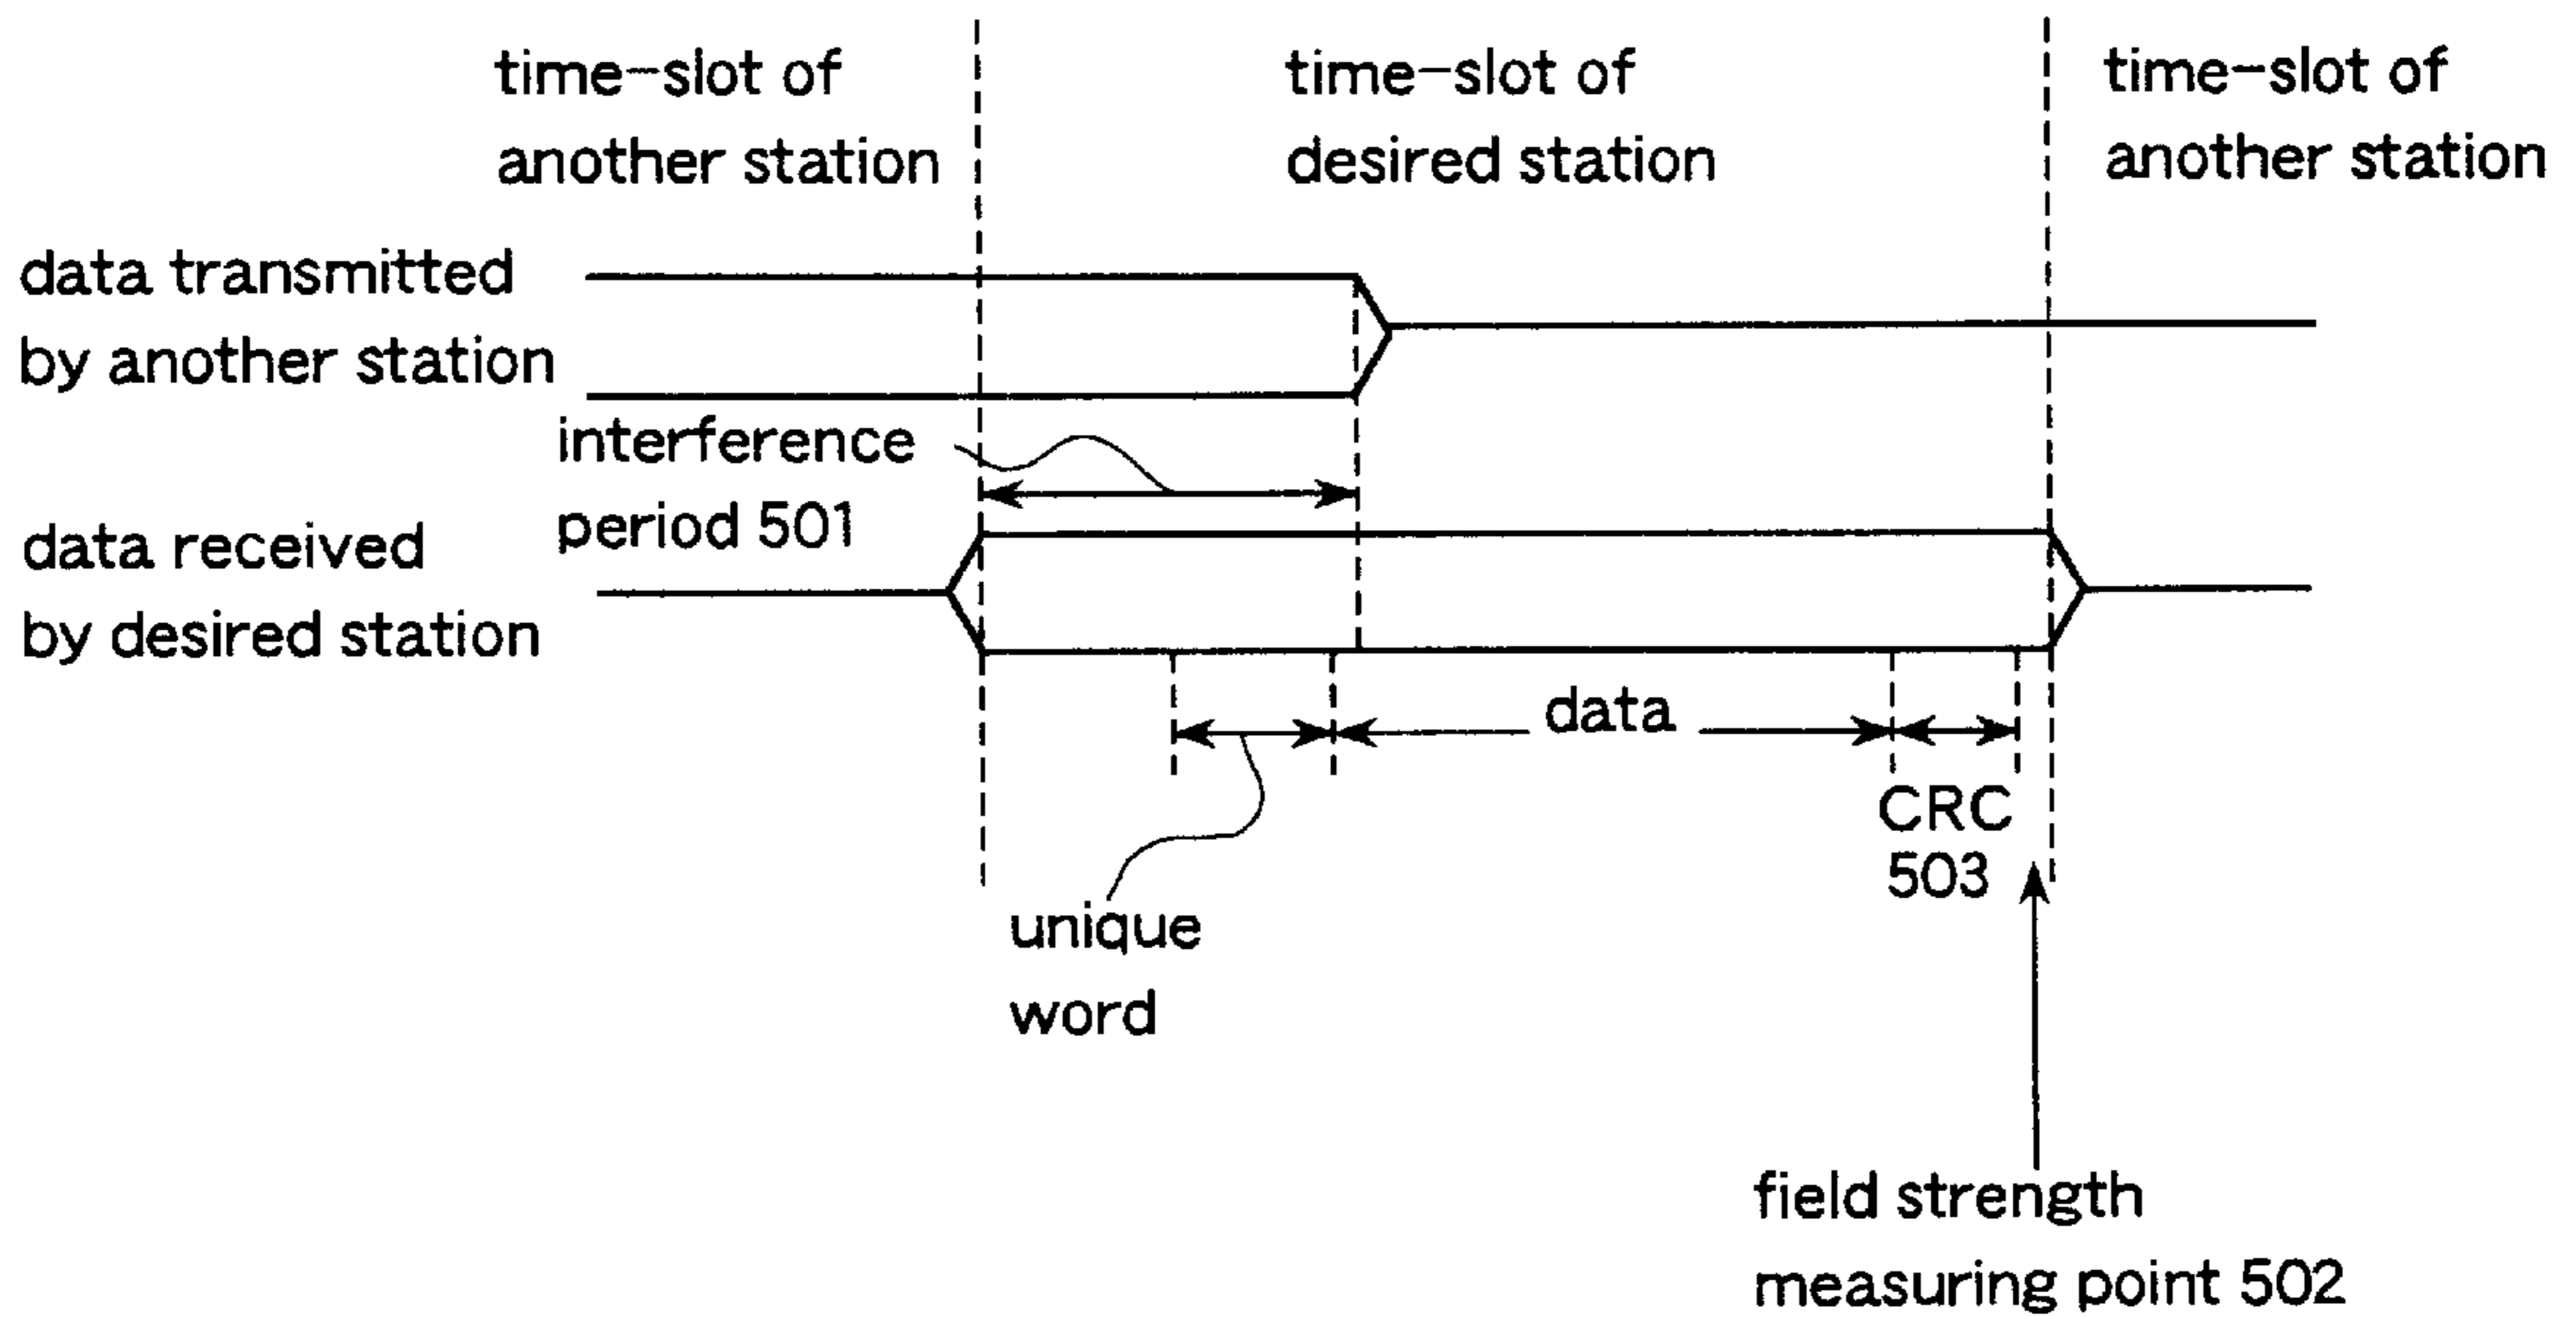 time-slot of
another station
time-slot of
desired station
time-slot of
another station
data transmitted
by another station
interference
period 501
data received
by desired station
data
CRC
503
unique
word
field strength
measuring point 502